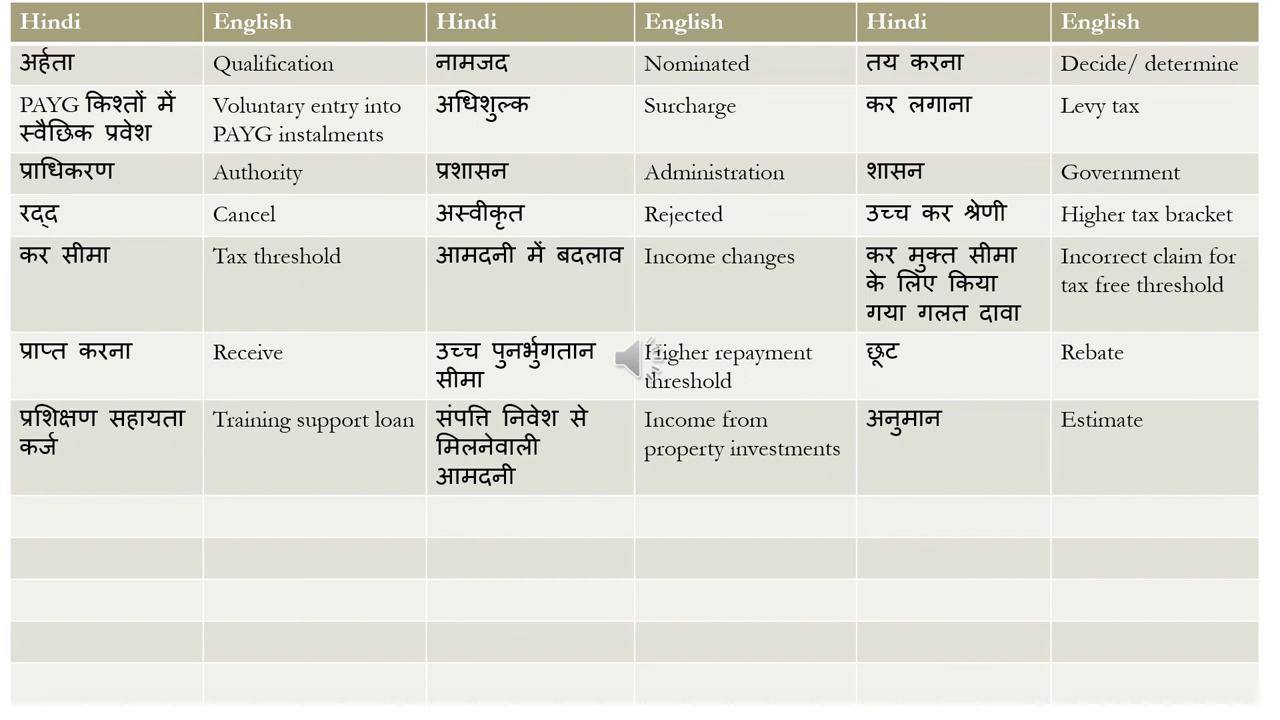 Hindi English Hindi English Hindi English
अर्हता Qualification नामजद Nominated तय करना Decide/ determine
PAYG किश्तों में Voluntary entry into अधिशुल्क Surcharge कर लगाना Levy tax
स्वैछिक प्रवेश PAYG instalments
प्राधिकरण Authority प्रशासन Administration शासन Government
रद्द Cancel अस्वीकृत Rejected उच्च कर श्रेणी Higher tax bracket
कर सीमा Tax threshold आमदनी में बदलाव Income changes कर मुक्त सीमा Incorrect claim for
के लिए किया tax free threshold
गया गलत दावा
प्राप्त करना Receive उच्च पुनर्भुगतान Higher repayment छूट Rebate
सीमा threshold
प्रशिक्षण सहायता Training support loan संपत्ति निवेश से Income from अनुमान Estimate
कर्ज मिलनेवाली property investments
आमदनी